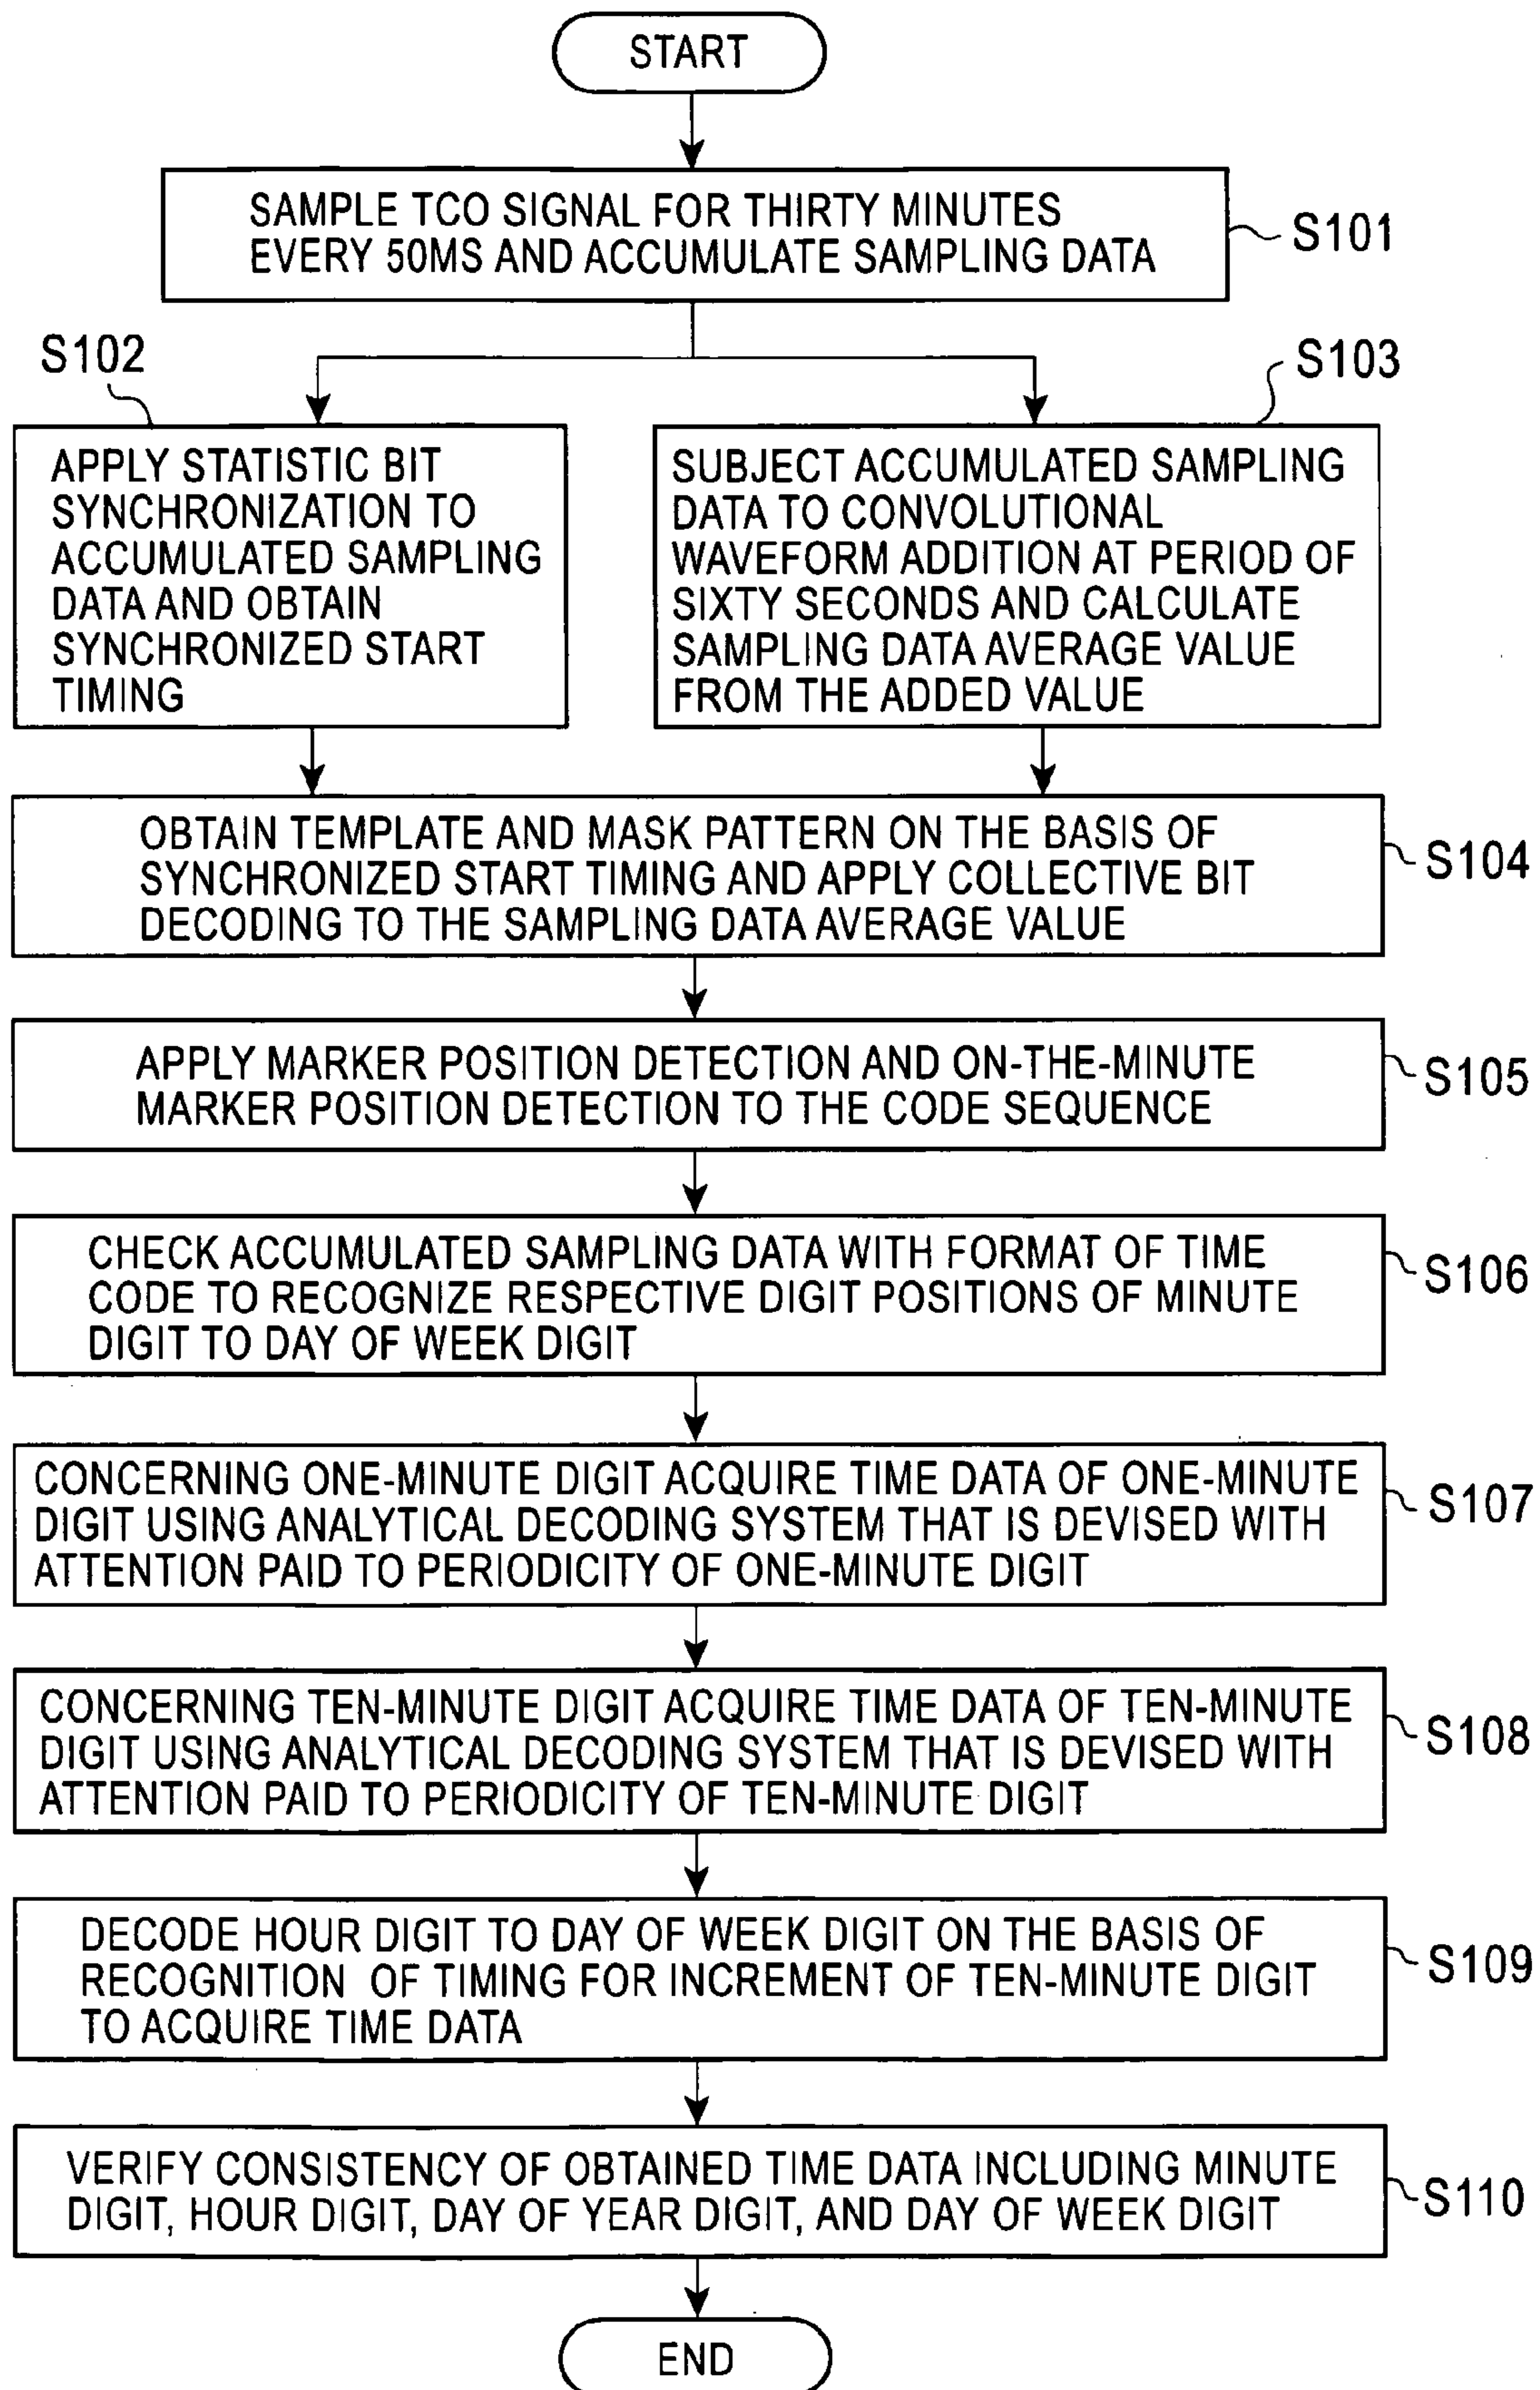 START
SAMPLE TCO SIGNAL FOR THIRTY MINUTES
EVERY 50MS AND ACCUMULATE SAMPLING DATA
S101
S102
APPLY STATISTIC BIT
SYNCHRONIZATION TO
ACCUMULATED SAMPLING
DATA AND OBTAIN
SYNCHRONIZED START
TIMING
S103
SUBJECT ACCUMULATED SAMPLING
DATA TO CONVOLUTIONAL
WAVEFORM ADDITION AT PERIOD OF
SIXTY SECONDS AND CALCULATE
SAMPLING DATA AVERAGE VALUE
FROM THE ADDED VALUE
OBTAIN TEMPLATE AND MASK PATTERN ON THE BASIS OF
SYNCHRONIZED START TIMING AND APPLY COLLECTIVE BIT
DECODING TO THE SAMPLING DATA AVERAGE VALUE
S104
APPLY MARKER POSITION DETECTION AND ON-THE-MINUTE
MARKER POSITION DETECTION TO THE CODE SEQUENCE
S105
CHECK ACCUMULATED SAMPLING DATA WITH FORMAT OF TIME
CODE TO RECOGNIZE RESPECTIVE DIGIT POSITIONS OF MINUTE
DIGIT TO DAY OF WEEK DIGIT
S106
CONCERNING ONE-MINUTE DIGIT ACQUIRE TIME DATA OF ONE-MINUTE
DIGIT USING ANALYTICAL DECODING SYSTEM THAT IS DEVISED WITH
ATTENTION PAID TO PERIODICITY OF ONE-MINUTE DIGIT
S107
CONCERNING TEN-MINUTE DIGIT ACQUIRE TIME DATA OF TEN-MINUTE
DIGIT USING ANALYTICAL DECODING SYSTEM THAT IS DEVISED WITH
ATTENTION PAID TO PERIODICITY OF TEN-MINUTE DIGIT
S108
DECODE HOUR DIGIT TO DAY OF WEEK DIGIT ON THE BASIS OF
RECOGNITION OF TIMING FOR INCREMENT OF TEN-MINUTE DIGIT
TO ACQUIRE TIME DATA
S109
VERIFY CONSISTENCY OF OBTAINED TIME DATA INCLUDING MINUTE
DIGIT, HOUR DIGIT, DAY OF YEAR DIGIT, AND DAY OF WEEK DIGIT
S110
END